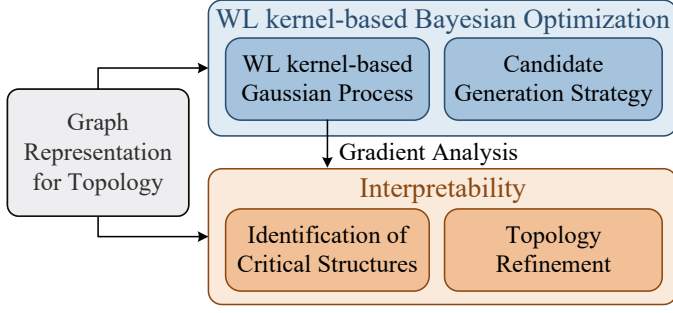 WL kernel-based Bayesian Optimization
WL kernel-based
Gaussian Process
Candidate
Generation Strategy
Graph
Representation
for Topology
Gradient Analysis
Interpretability
Identification of
Critical Structures
Topology
Refinement